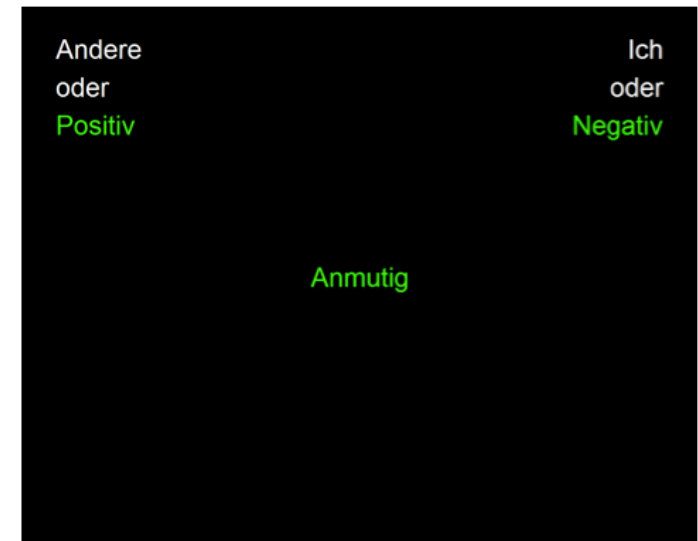 Andere
oder
Positiv
Ich
oder
Negativ
Anmutig